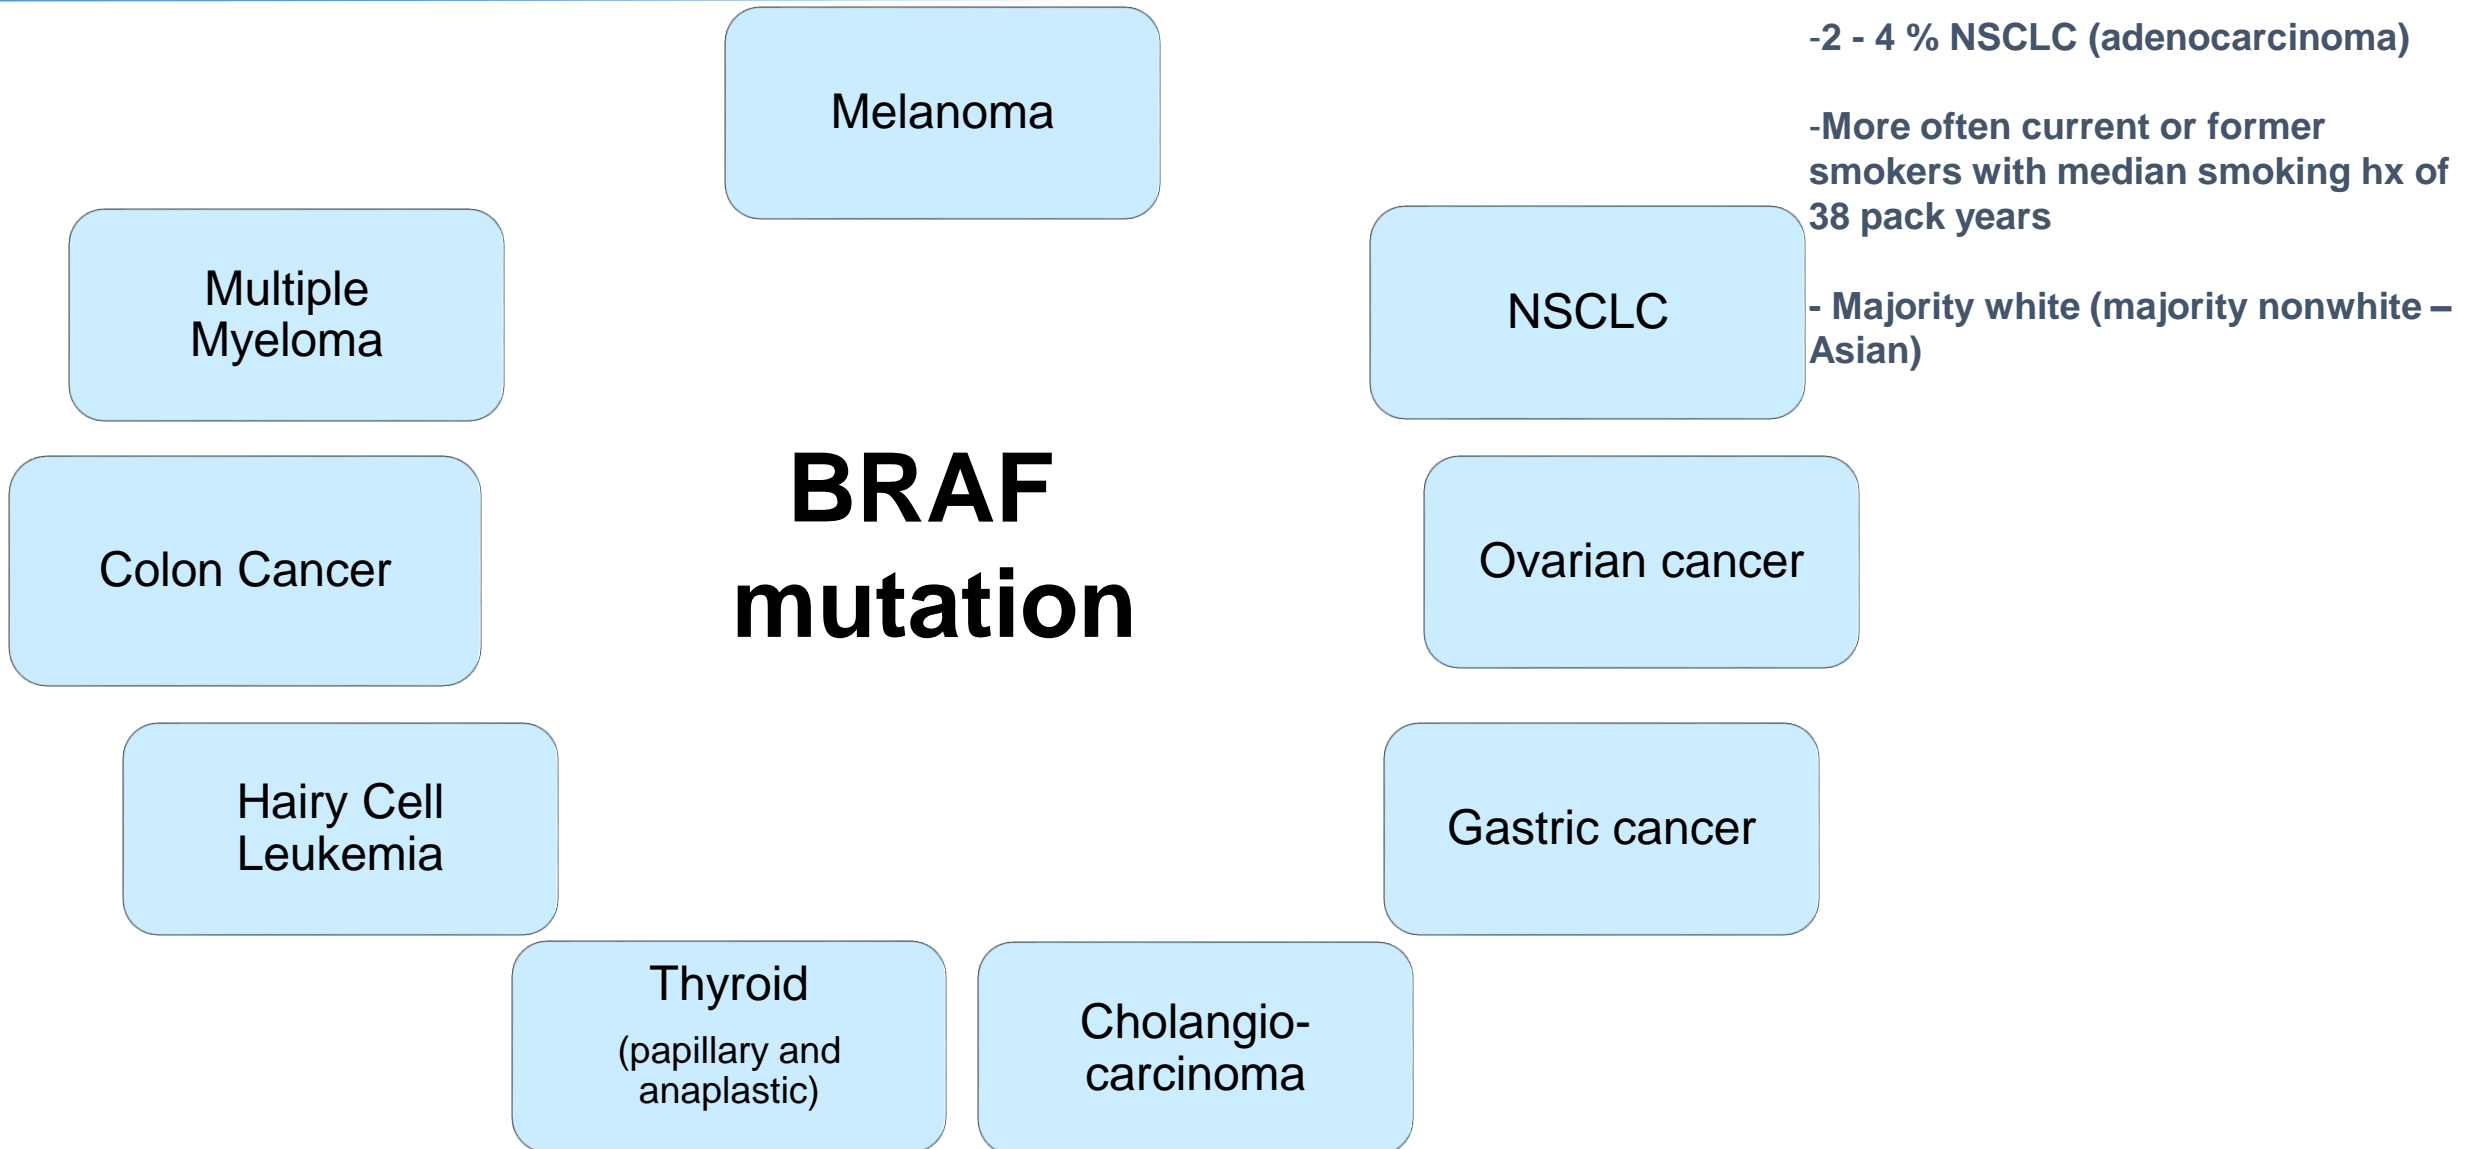 Melanoma
-2 - 4 % NSCLC (adenocarcinoma)
-More often current or former
smokers with median smoking hx of
38 pack years
- Majority white (majority nonwhite –
Asian)
Multiple
Myeloma
NSCLC
BRAF
mutation
Colon Cancer
Ovarian cancer
Hairy Cell
Leukemia
Gastric cancer
Thyroid
(papillary and
anaplastic)
Cholangio-
carcinoma